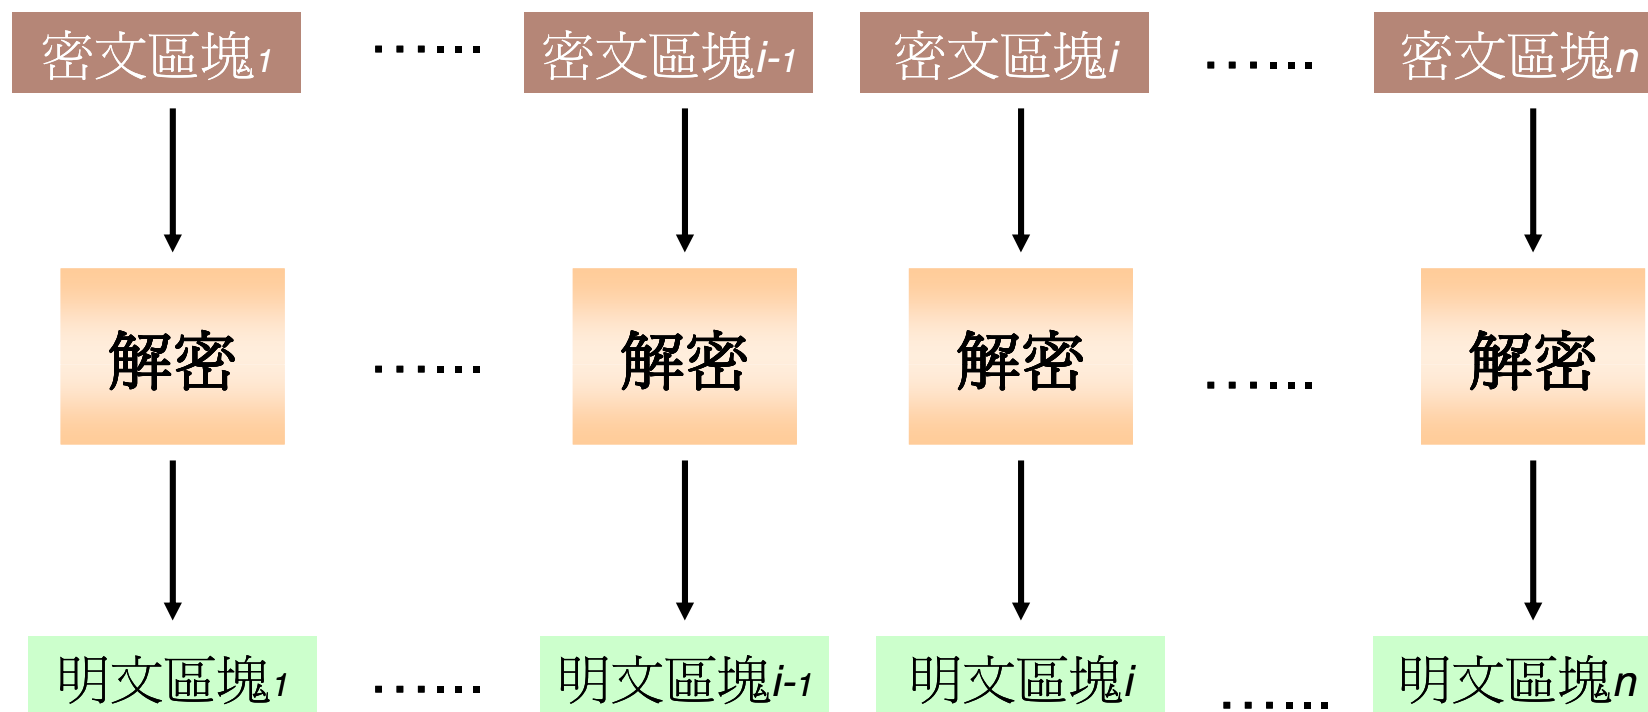 密文區塊1 ...... 密文區塊i-1 密文區塊i ...... 密文區塊n
解密 ...... 解密 解密 ...... 解密
明文區塊1 ...... 明文區塊i-1 明文區塊i ...... 明文區塊n